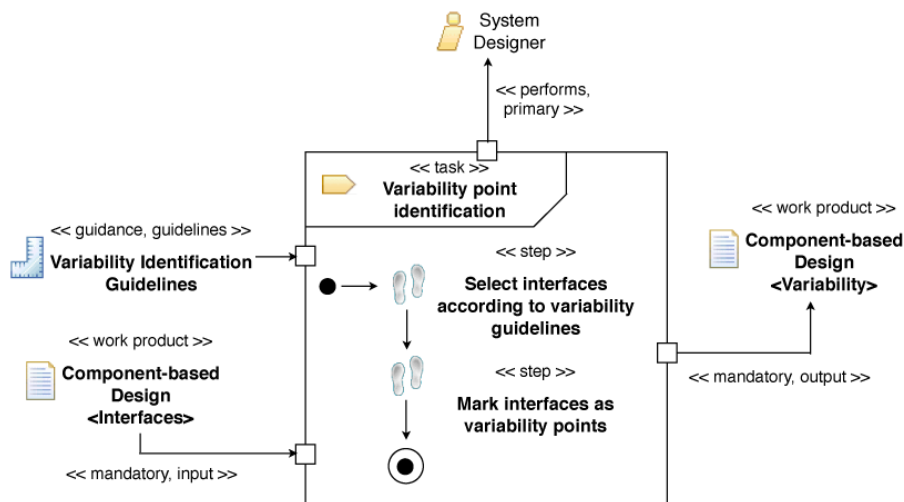 System
Designer
<< performs,
primary >>
<< task >>
Variability point
identification
<< guidance, guidelines >>
Variability Identification
Guidelines
<< step >>
Select interfaces
according to variability
guidelines
<< work product >>
Component-based
Design
<Variability>
<< work product >>
Component-based
Design
<Interfaces>
<< step >>
Mark interfaces as
variability points
<< mandatory, output >>
<< mandatory, input >>